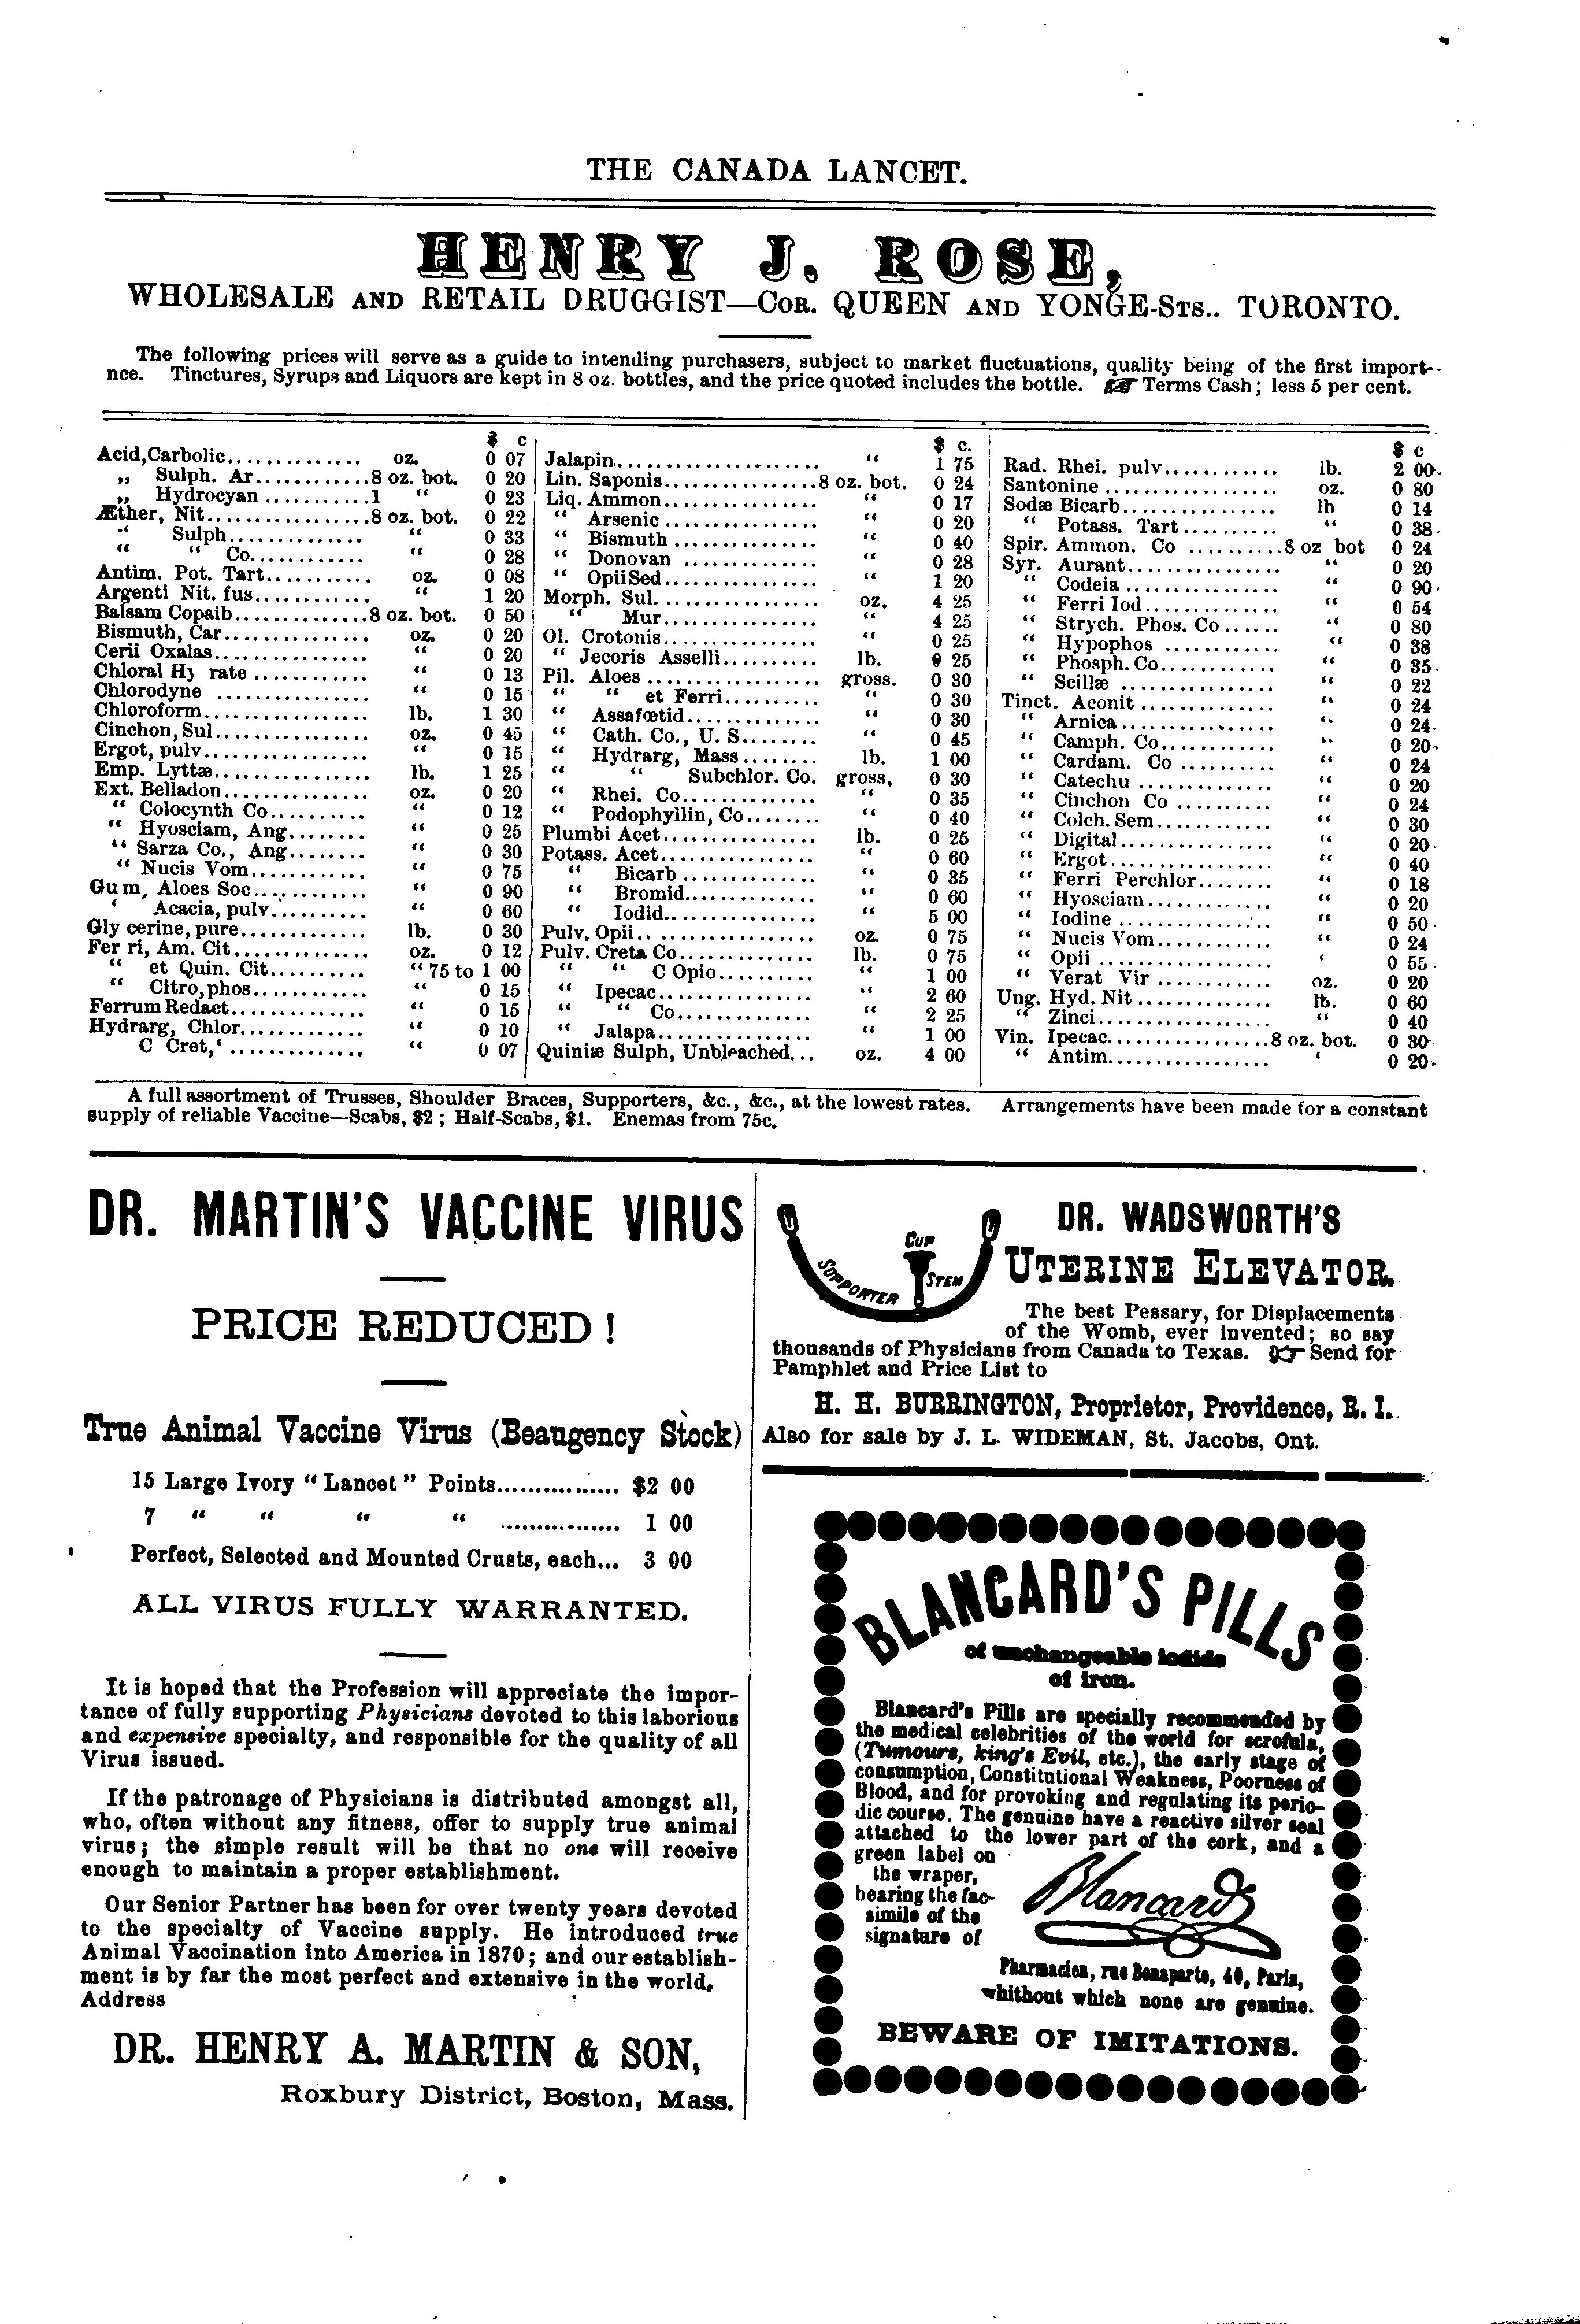 THE CANADA LANCET.
HENRY J. ROSE,
WHOLESALE AND RETAIL DRUGGIST—COR. QUEEN AND YONGE-STS.. TORONTO.
The following prices will serve as a guide to intending purchasers, subject to market fluctuations, quality being of the first import-
nce. Tinctures, Syrups and Liquors are kept in 8 oz. bottles, and the price quoted includes the bottle. ☞ Terms Cash; less 5 per cent.
$ c
Acid, Carbolic.............. oz. 0 07
„ Sulph. Ar............8 oz. bot. 0 20
„ Hydrocyan ...........1 “ 0 23
Æther, Nit.................8 oz. bot. 0 22
“ Sulph.............. “ 0 33
“ “ Co............ “ 0 28
Antim. Pot. Tart........... oz. 0 08
Argenti Nit. fus............ “ 1 20
Balsam Copaib..............8 oz. bot. 0 50
Bismuth, Car............... oz. 0 20
Cerii Oxalas................ “ 0 20
Chloral Hy rate ............ “ 0 13
Chlorodyne ................ “ 0 15
Chloroform................. lb. 1 30
Cinchon, Sul................ oz. 0 45
Ergot, pulv................. “ 0 15
Emp. Lyttæ................ lb. 1 25
Ext. Belladon............... oz. 0 20
“ Colocynth Co.......... “ 0 12
“ Hyosciam, Ang........ “ 0 25
“ Sarza Co., Ang........ “ 0 30
“ Nucis Vom............ “ 0 75
Gum, Aloes Soc............ “ 0 90
‘ Acacia, pulv.......... “ 0 60
Gly cerine, pure............. lb. 0 30
Fer ri, Am. Cit.............. oz. 0 12
“ et Quin. Cit.......... “ 75 to 1 00
“ Citro, phos............ “ 0 15
Ferrum Redact.............. “ 0 15
Hydrarg, Chlor............. “ 0 10
C Cret,‘ .............. “ 0 07
$ c.
Jalapin...................... “ 1 75
Lin. Saponis................8 oz. bot. 0 24
Liq. Ammon................ “ 0 17
“ Arsenic ................ “ 0 20
“ Bismuth ............... “ 0 40
“ Donovan .............. “ 0 28
“ Opii Sed................ “ 1 20
Morph. Sul. ................. oz. 4 25
“ Mur................ “ 4 25
Ol. Crotonis................ “ 0 25
“ Jecoris Asselli.......... lb. 0 25
Pil. Aloes .................. gross. 0 30
“ “ et Ferri.......... “ 0 30
“ Assafœtid.............. “ 0 30
“ Cath. Co., U. S........ “ 0 45
“ Hydrarg, Mass ........ lb. 1 00
“ “ Subchlor. Co. gross, 0 30
“ Rhei. Co.............. “ 0 35
“ Podophyllin, Co........ “ 0 40
Plumbi Acet................ lb. 0 25
Potass. Acet................ “ 0 60
“ Bicarb .............. “ 0 35
“ Bromid.............. “ 0 60
“ Iodid................ “ 5 00
Pulv. Opii.................. oz. 0 75
Pulv. Creta Co.............. lb. 0 75
“ “ C Opio.......... “ 1 00
“ Ipecac................ “ 2 60
“ “ Co.............. “ 2 25
“ Jalapa................ “ 1 00
Quiniæ Sulph, Unbleached... oz. 4 00
$ c
Rad. Rhei. pulv............ lb. 2 00
Santonine .................. oz. 0 80
Sodæ Bicarb................ lb 0 14
“ Potass. Tart .......... “ 0 38
Spir. Ammon. Co ..........8 oz bot 0 24
Syr. Aurant................ “ 0 20
“ Codeia ................ “ 0 90
“ Ferri Iod.............. “ 0 54
“ Strych. Phos. Co ...... “ 0 80
“ Hypophos ............ “ 0 38
“ Phosph. Co............ “ 0 35
“ Scillæ ................ “ 0 22
Tinct. Aconit .............. “ 0 24
“ Arnica .............. “ 0 24
“ Camph. Co............ “ 0 20
“ Cardam. Co .......... “ 0 24
“ Catechu .............. “ 0 20
“ Cinchon Co .......... “ 0 24
“ Colch. Sem............ “ 0 30
“ Digital .............. “ 0 20
“ Ergot................ “ 0 40
“ Ferri Perchlor........ “ 0 18
“ Hyosciam............ “ 0 20
“ Iodine .............. “ 0 50
“ Nucis Vom............ “ 0 24
“ Opii ................ ‘ 0 55
“ Verat Vir ............ oz. 0 20
Ung. Hyd. Nit .............. lb. 0 60
“ Zinci.................. “ 0 40
Vin. Ipecac................8 oz. bot. 0 30
“ Antim................ ‘ 0 20
A full assortment of Trusses, Shoulder Braces, Supporters, &c., &c., at the lowest rates. Arrangements have been made for a constant
supply of reliable Vaccine—Scabs, $2; Half-Scabs, $1. Enemas from 75c.
DR. MARTIN'S VACCINE VIRUS
PRICE REDUCED!
True Animal Vaccine Virus (Beaugency Stock)
15 Large Ivory “Lancet” Points................ $2 00
7 “ “ “ “ ................ 1 00
Perfect, Selected and Mounted Crusts, each... 3 00
ALL VIRUS FULLY WARRANTED.
It is hoped that the Profession will appreciate the impor-
tance of fully supporting Physicians devoted to this laborious
and expensive specialty, and responsible for the quality of all
Virus issued.
If the patronage of Physicians is distributed amongst all,
who, often without any fitness, offer to supply true animal
virus; the simple result will be that no one will receive
enough to maintain a proper establishment.
Our Senior Partner has been for over twenty years devoted
to the specialty of Vaccine supply. He introduced true
Animal Vaccination into America in 1870; and our establish-
ment is by far the most perfect and extensive in the world.
Address
DR. HENRY A. MARTIN & SON,
Roxbury District, Boston, Mass.
CUP
SUPPORTER
STEM
DR. WADSWORTH'S
UTERINE ELEVATOR.
The best Pessary, for Displacements
of the Womb, ever invented; so say
thousands of Physicians from Canada to Texas. ☞ Send for
Pamphlet and Price List to
H. H. BURRINGTON, Proprietor, Providence, R. I.
Also for sale by J. L. WIDEMAN, St. Jacobs, Ont.
BLANCARD'S PILLS
of unchangeable iodide
of iron.
Blancard's Pills are specially recommended by
the medical celebrities of the world for scrofula,
(Tumours, king's Evil, etc.), the early stage of
consumption, Constitutional Weakness, Poorness of
Blood, and for provoking and regulating its perio-
dic course. The genuine have a reactive silver seal
attached to the lower part of the cork, and a
green label on
the wraper,
bearing the fac-
simile of the
signature of
Blancard
Pharmacien, rue Bonaparte, 40, Paris,
whithout which none are genuine.
BEWARE OF IMITATIONS.